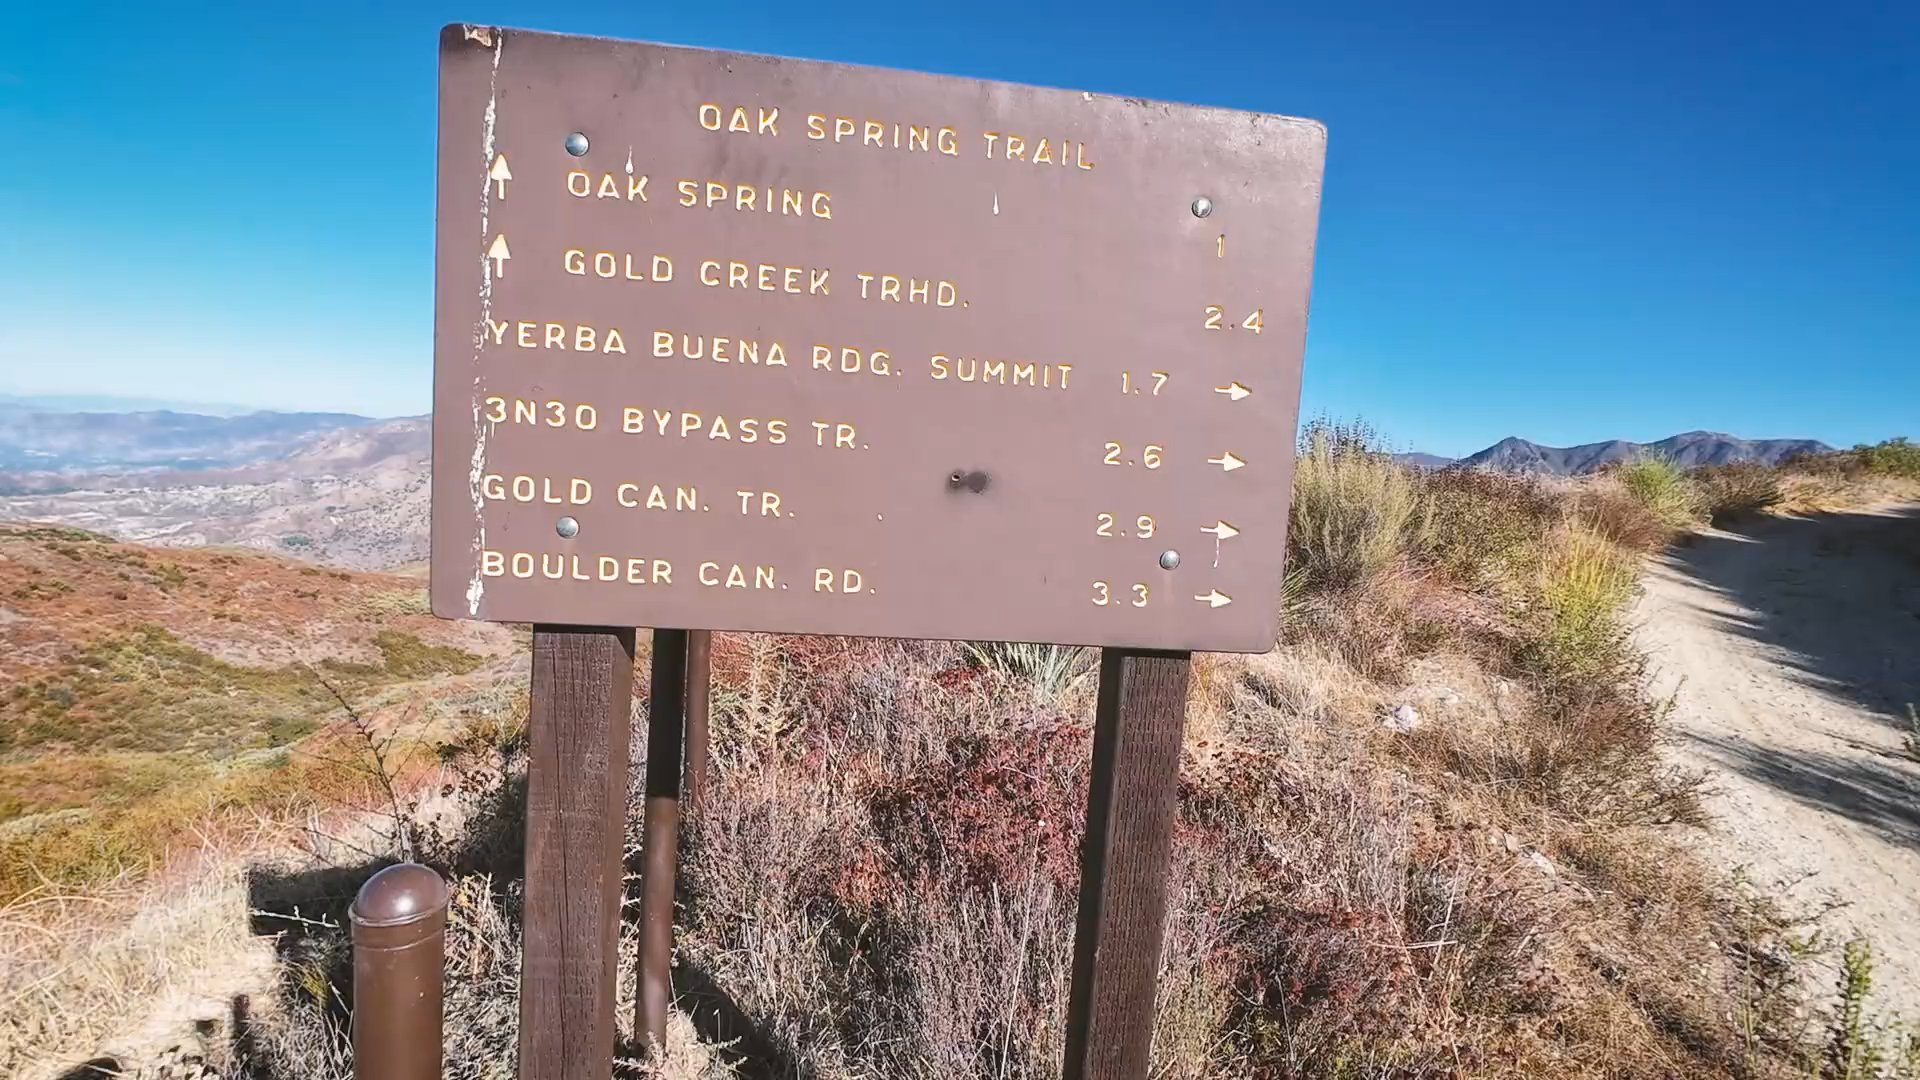 OAK SPRING TRAIL
↑ OAK SPRING 1
↑ GOLD CREEK TRHD. 2.4
YERBA BUENA RDG. SUMMIT 1.7 →
3N30 BYPASS TR. 2.6 →
GOLD CAN. TR. 2.9 →
BOULDER CAN. RD. 3.3 →